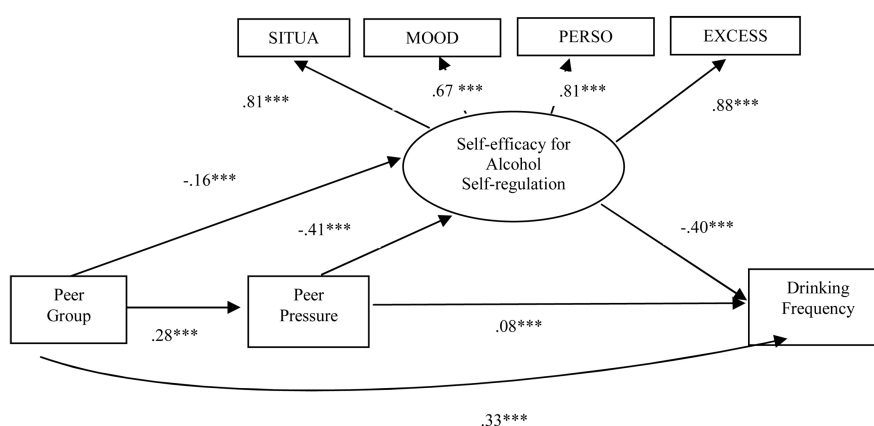 SITUA
MOOD
PERSO
EXCESS
.81***
.67 ***
.81***
.88***
Self-efficacy for
Alcohol
Self-regulation
-.16***
-.41***
-.40***
Peer
Group
Peer
Pressure
Drinking
Frequency
.28***
.08***
.33***